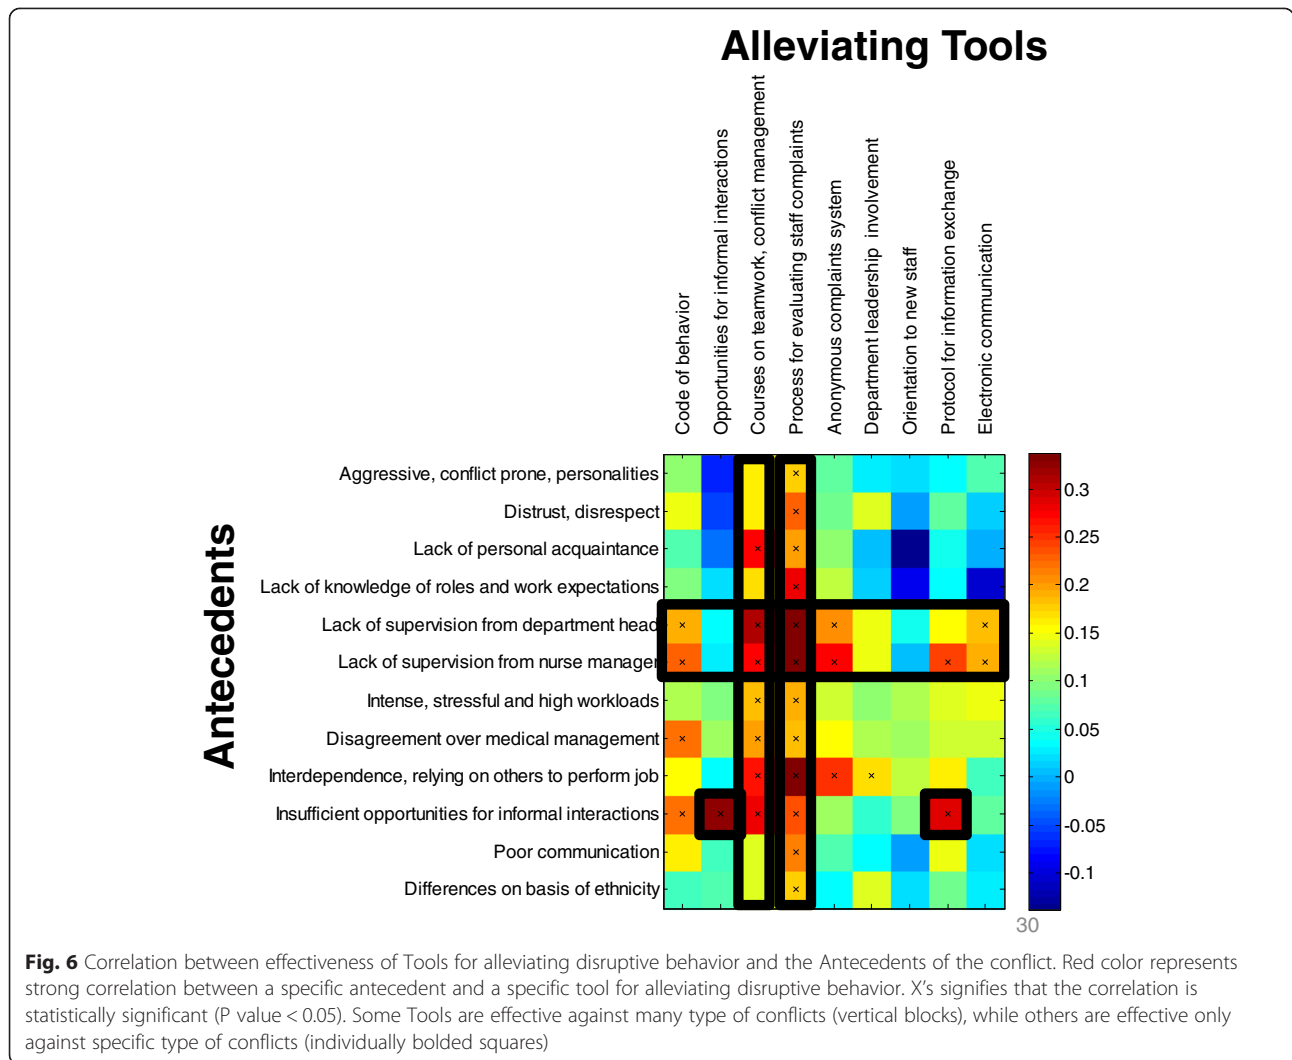 Alleviating Tools
Code of behavior
Opportunities for informal interactions
Courses on teamwork, conflict management
Process for evaluating staff complaints
Anonymous complaints system
Department leadership involvement
Orientation to new staff
Protocol for information exchange
Electronic communication
Antecedents
Aggressive, conflict prone, personalities
Distrust, disrespect
Lack of personal acquaintance
Lack of knowledge of roles and work expectations
Lack of supervision from department head
Lack of supervision from nurse manager
Intense, stressful and high workloads
Disagreement over medical management
Interdependence, relying on others to perform job
Insufficient opportunities for informal interactions
Poor communication
Differences on basis of ethnicity
0.3
0.25
0.2
0.15
0.1
0.05
0
-0.05
-0.1
30
Fig. 6 Correlation between effectiveness of Tools for alleviating disruptive behavior and the Antecedents of the conflict. Red color represents
strong correlation between a specific antecedent and a specific tool for alleviating disruptive behavior. X's signifies that the correlation is
statistically significant (P value < 0.05). Some Tools are effective against many type of conflicts (vertical blocks), while others are effective only
against specific type of conflicts (individually bolded squares)